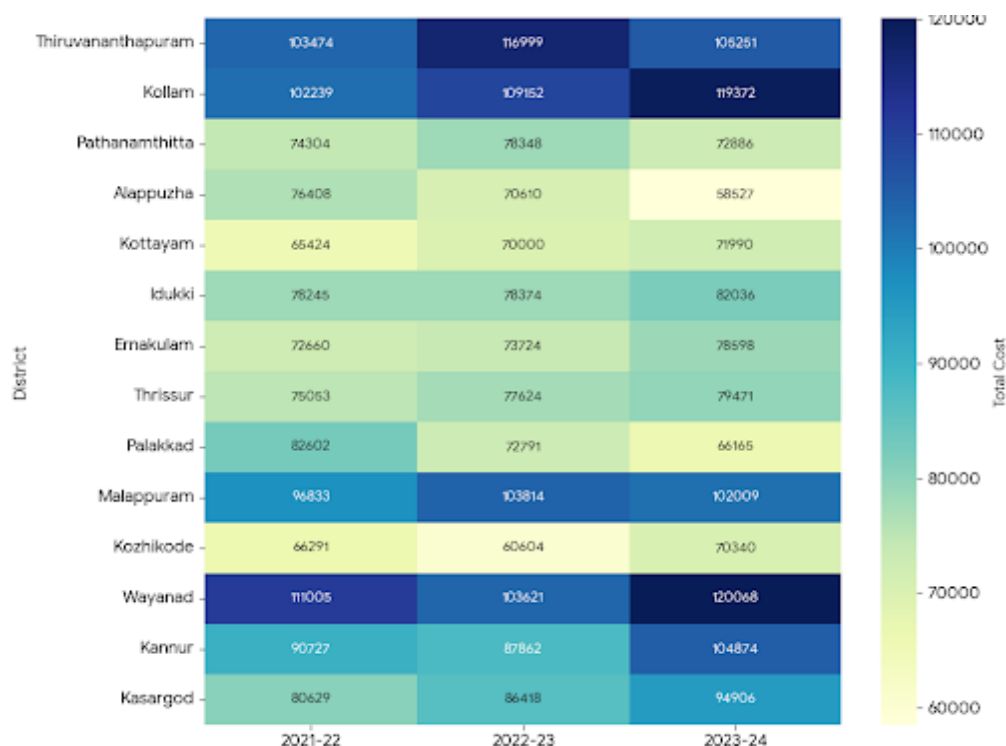 Thiruvananthapuram 103474 116999 105251
Kollam 102239 109152 119372
Pathanamthitta 74304 78348 72886
Alappuzha 76408 70610 58527
Kottayam 65424 70000 71990
Idukki 78245 78374 82036
Ernakulam 72660 73724 78598
Thrissur 75053 77624 79471
Palakkad 82602 72791 66165
Malappuram 96833 103814 102009
Kozhikode 66291 60604 70340
Wayanad 111005 103621 120068
Kannur 90727 87862 104874
Kasargod 80629 86418 94906
2021-22 2022-23 2023-24
District
120000
110000
100000
90000
80000
70000
60000
Total Cost